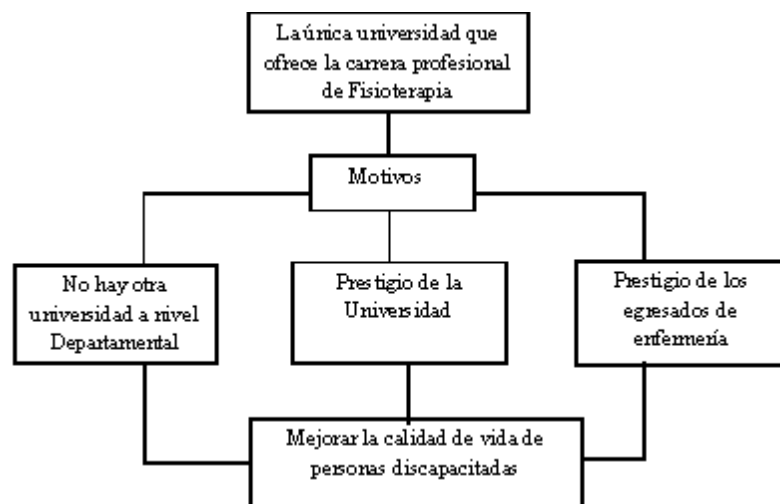 La única universidad que
ofrece la carrera profesional
de Fisioterapia
Motivos
No hay otra
universidad a nivel
Departamental
Prestigio de la
Universidad
Prestigio de los
egresados de
enfermería
Mejorar la calidad de vida de
personas discapacitadas